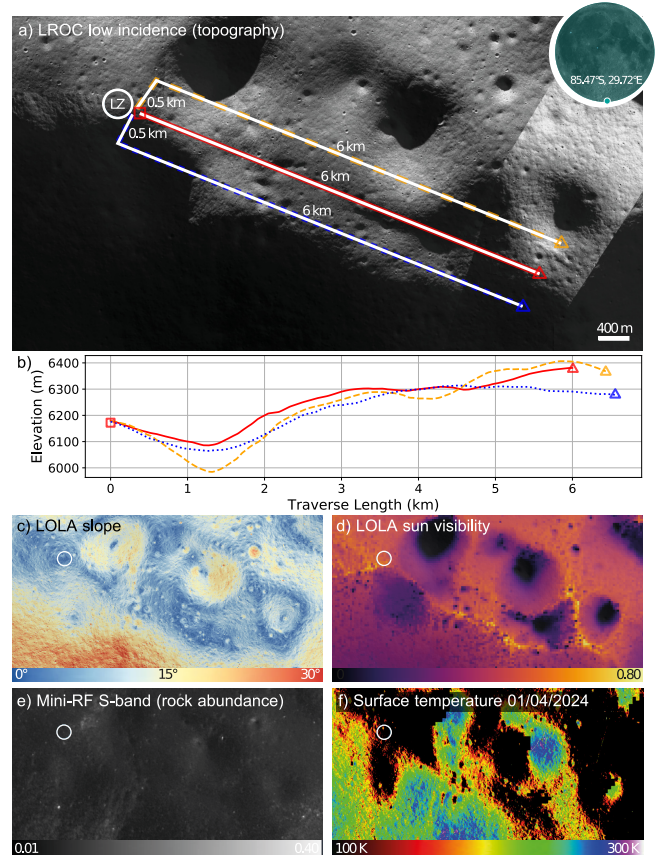 a) LROC low incidence (topography)
85.47°S, 29.72°E
LZ
0.5 km
0.5 km
6 km
6 km
6 km
400 m
b)
6400
6300
6200
6100
6000
Elevation (m)
0 1 2 3 4 5 6
Traverse Length (km)
c) LOLA slope
d) LOLA sun visibility
0° 15° 30°
0 0.80
e) Mini-RF S-band (rock abundance)
f) Surface temperature 01/04/2024
0.01 0.40
100 K 300 K